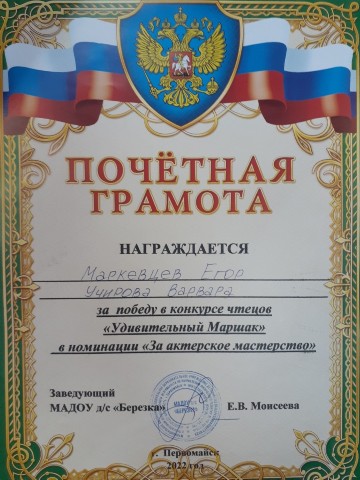 ПОЧЁТНАЯ
ГРАМОТА
НАГРАЖДАЕТСЯ
Маркевцев Егор
Учирова Варвара
за победу в конкурсе чтецов
«Удивительный Маршак»
в номинации «За актерское мастерство»
Заведующий
МАДОУ д/с «Березка» Е.В. Моисеева
г. Первомайск
2022 год